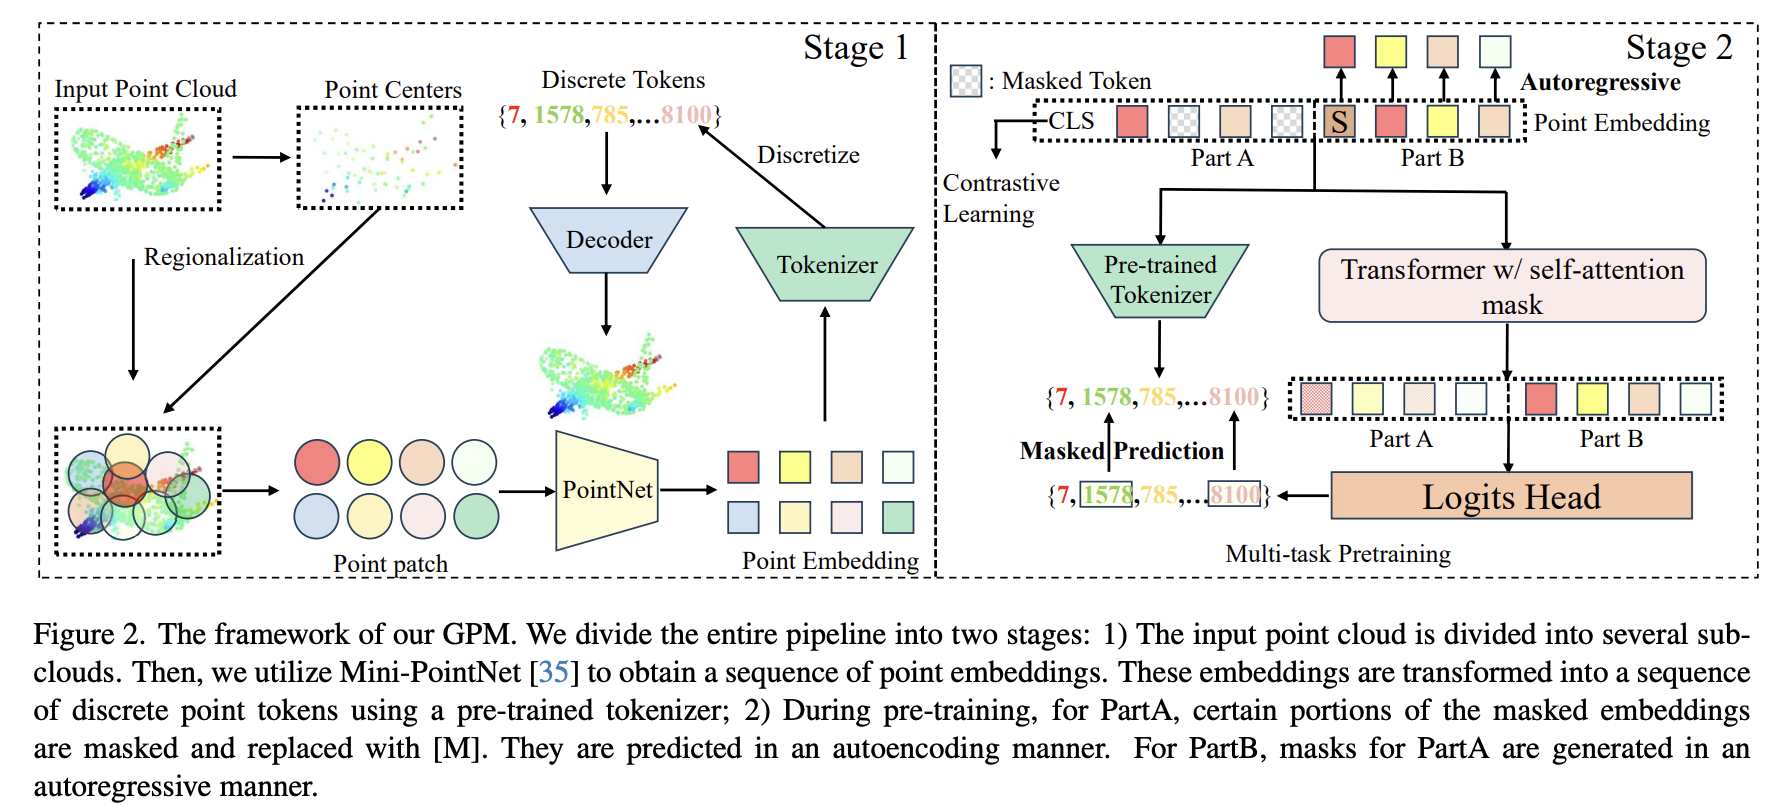 Stage 1
Input Point Cloud
Point Centers
Discrete Tokens
{7, 1578,785,...8100}
Discretize
Regionalization
Decoder
Tokenizer
PointNet
Point patch
Point Embedding
Stage 2
: Masked Token
Autoregressive
CLS
S
Point Embedding
Part A
Part B
Contrastive
Learning
Pre-trained
Tokenizer
Transformer w/ self-attention
mask
{7, 1578,785,...8100}
Part A
Part B
Masked Prediction
{7, 1578,785,...8100}
Logits Head
Multi-task Pretraining
Figure 2. The framework of our GPM. We divide the entire pipeline into two stages: 1) The input point cloud is divided into several sub-
clouds. Then, we utilize Mini-PointNet [35] to obtain a sequence of point embeddings. These embeddings are transformed into a sequence
of discrete point tokens using a pre-trained tokenizer; 2) During pre-training, for PartA, certain portions of the masked embeddings
are masked and replaced with [M]. They are predicted in an autoencoding manner. For PartB, masks for PartA are generated in an
autoregressive manner.